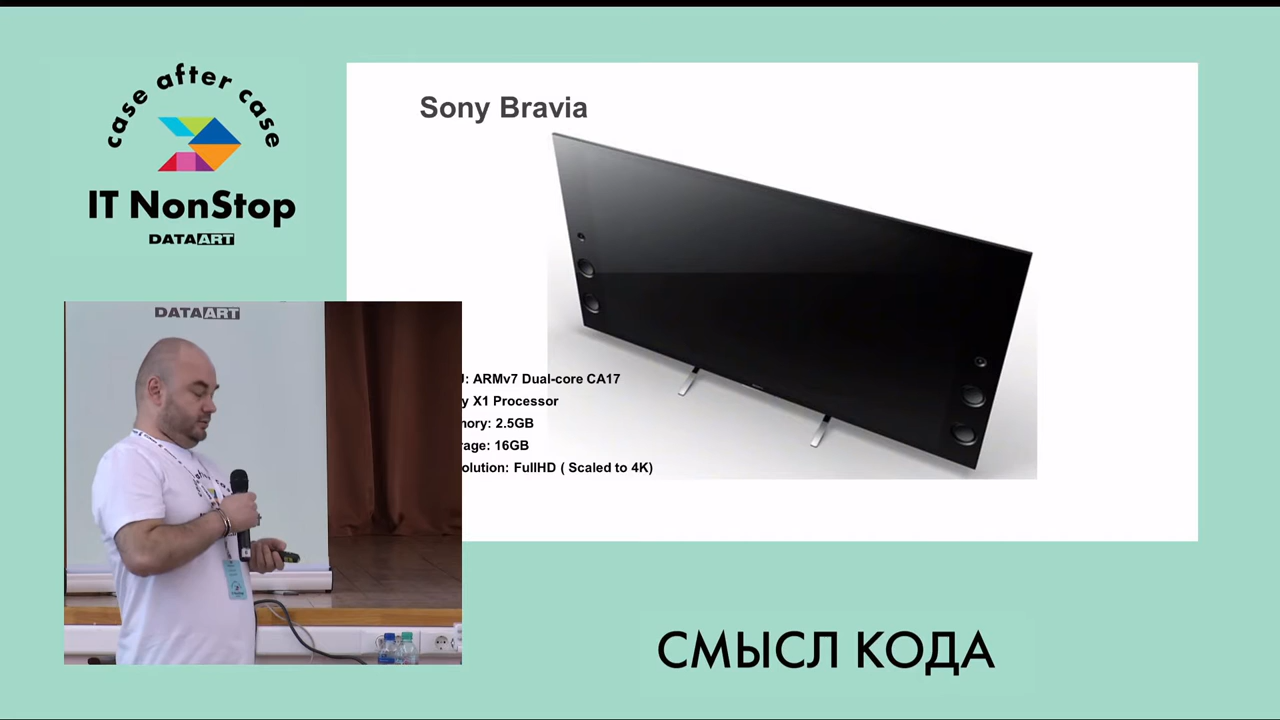 case after case
IT NonStop
DATAART
Sony Bravia
DATAART
: ARMv7 Dual-core CA17
y X1 Processor
ory: 2.5GB
age: 16GB
olution: FullHD ( Scaled to 4K)
СМЫСЛ КОДА